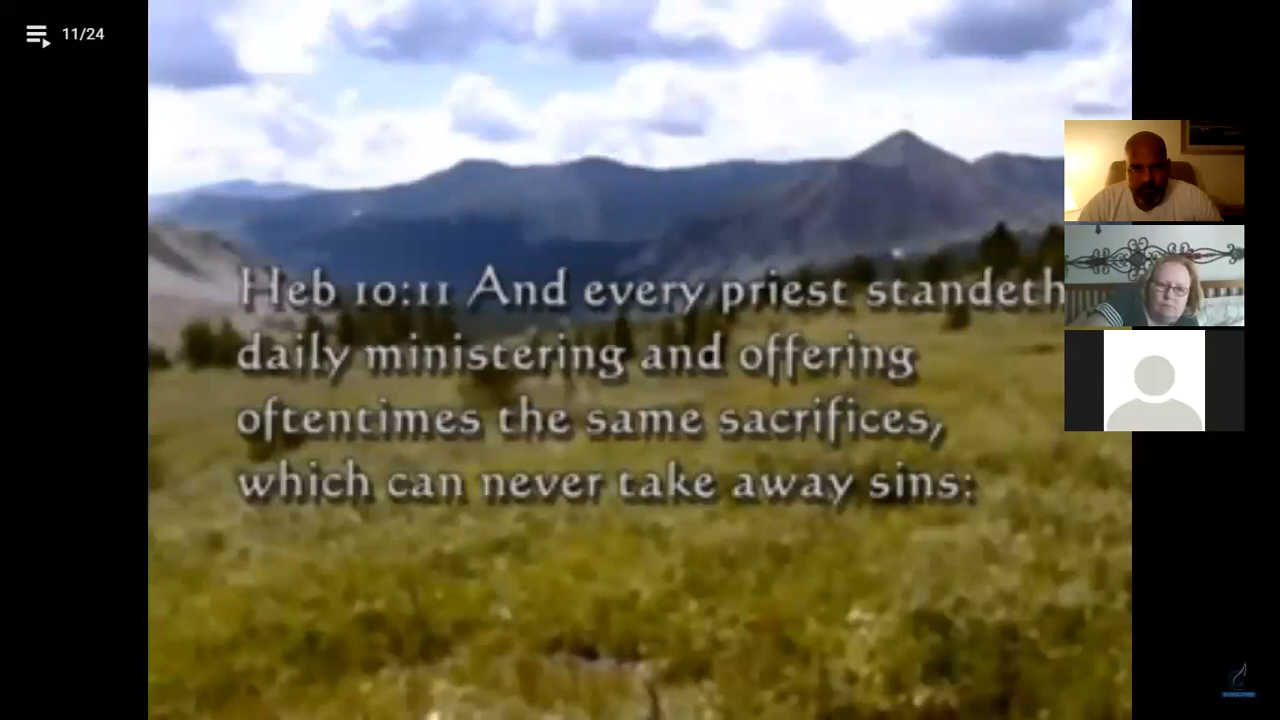 11/24
Heb 10:11 And every priest standeth
daily ministering and offering
oftentimes the same sacrifices,
which can never take away sins: